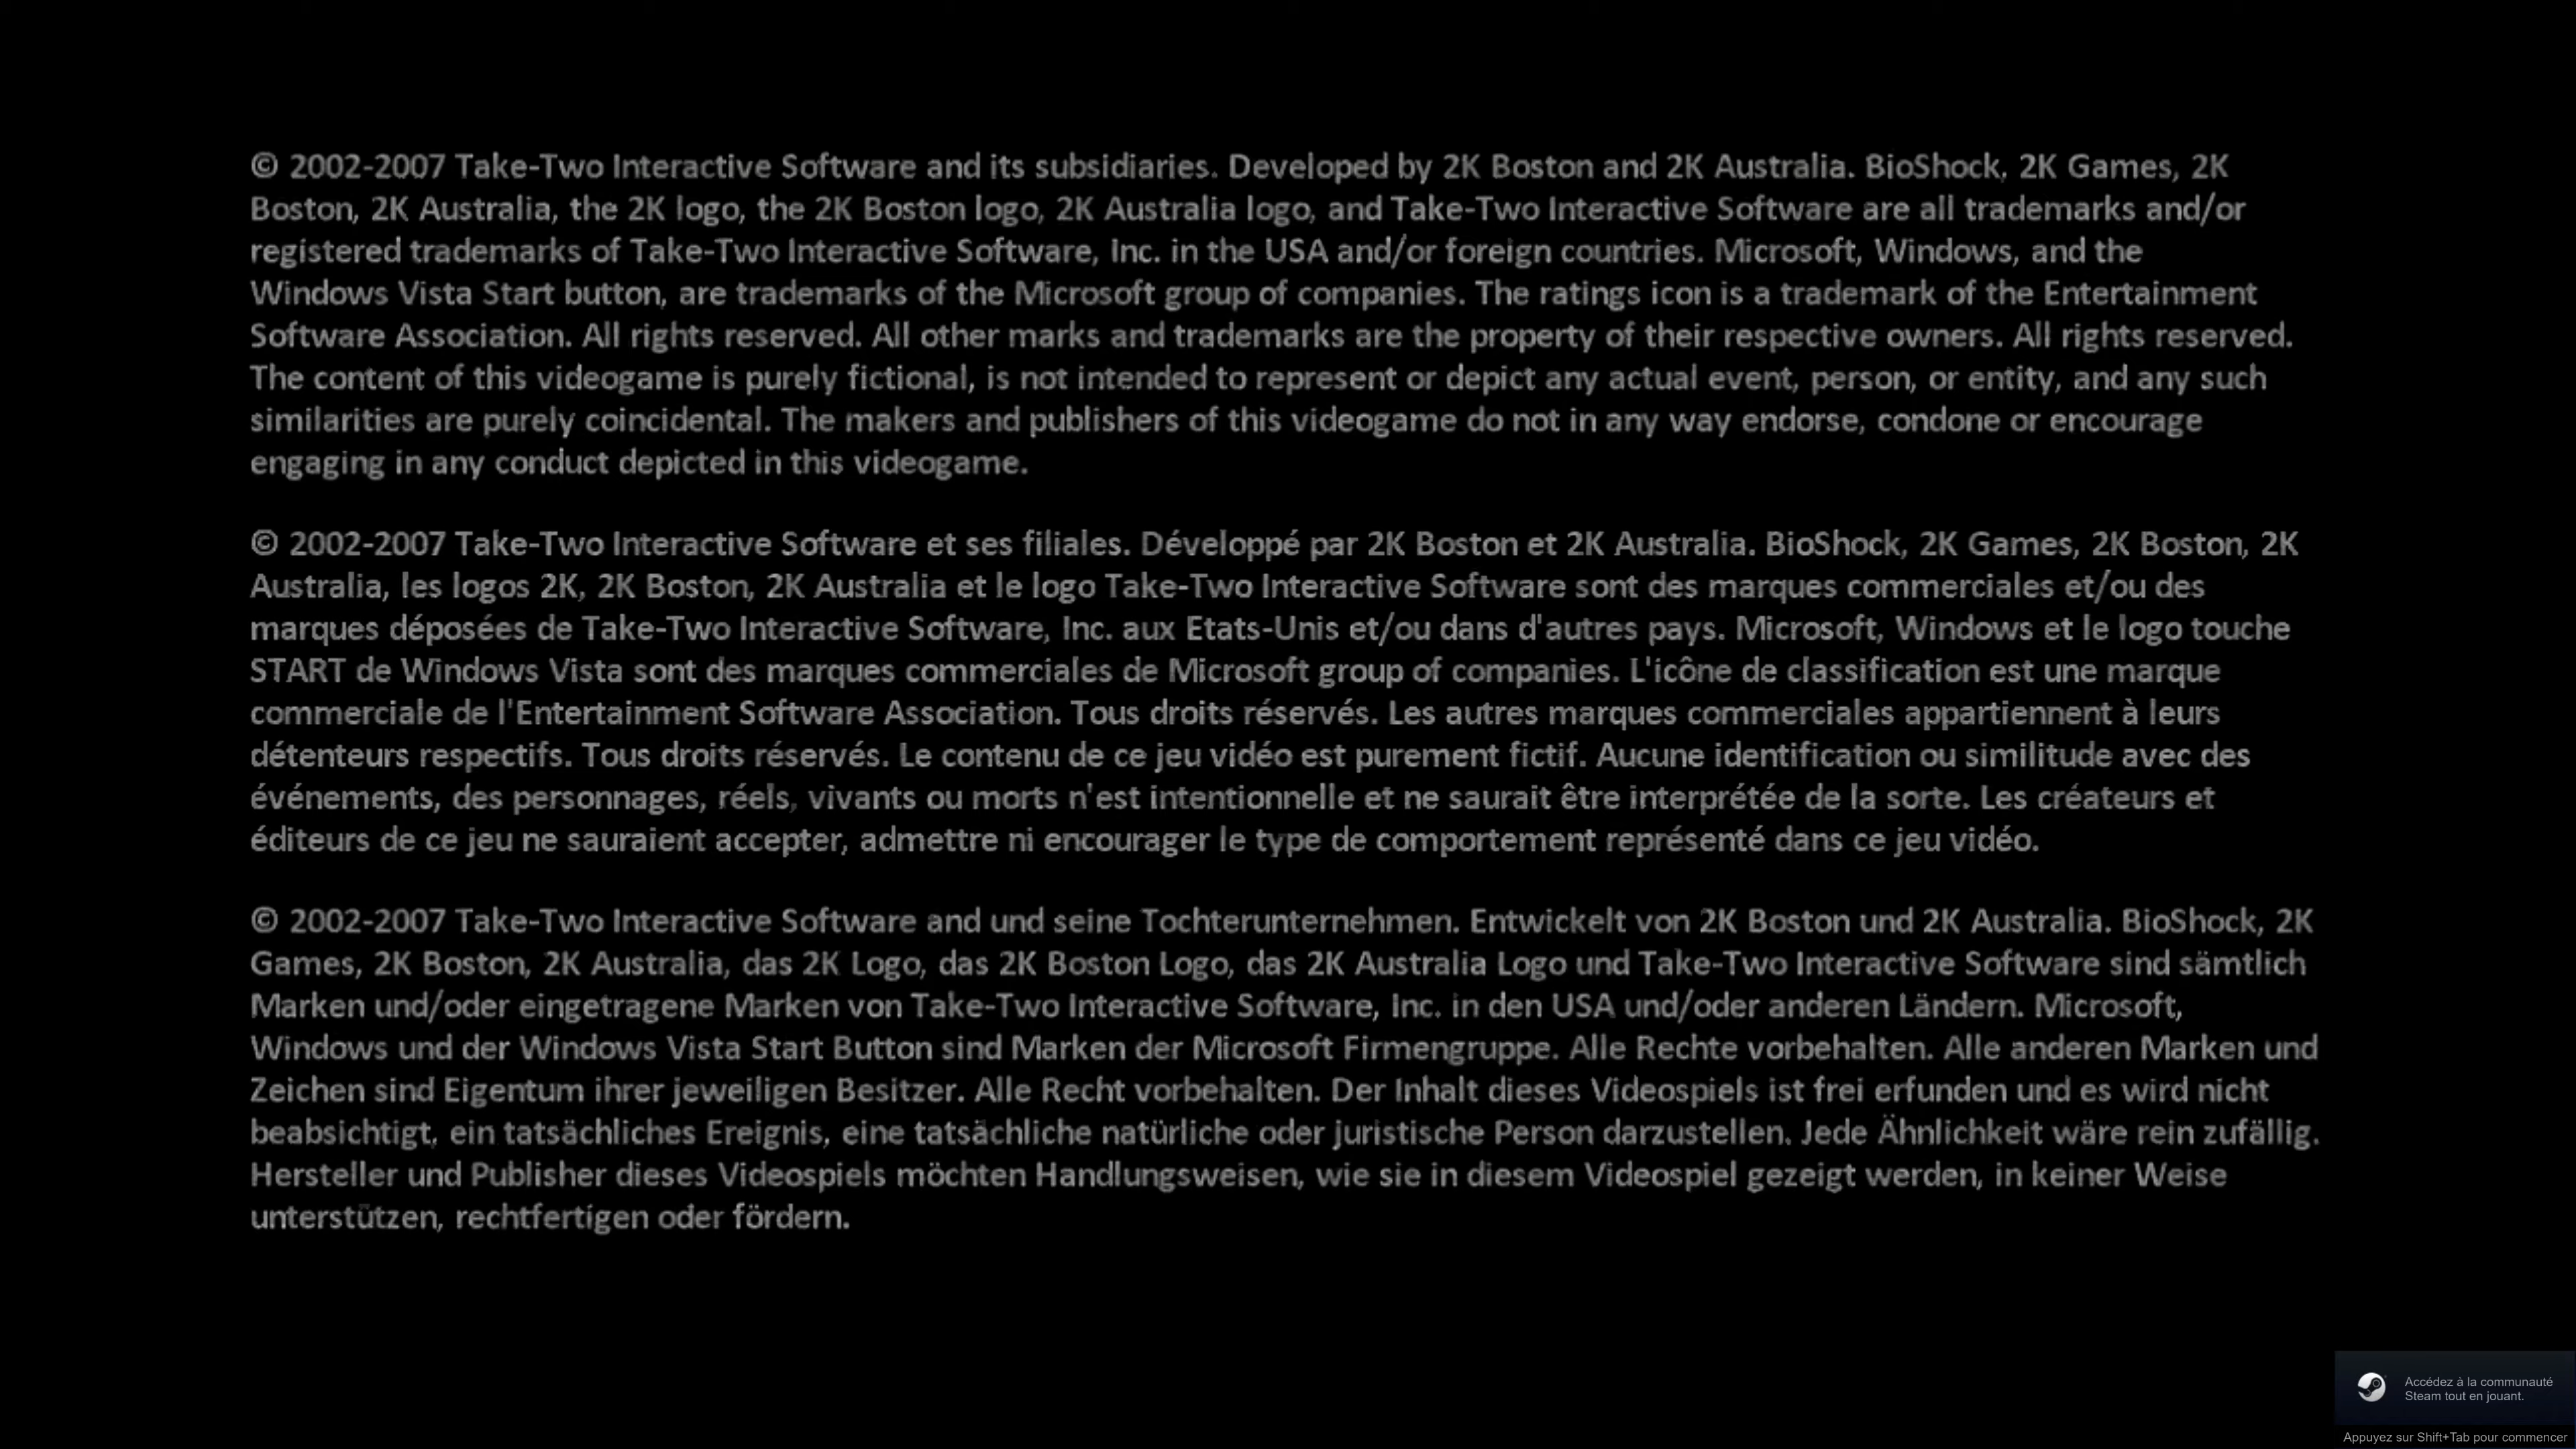 © 2002-2007 Take-Two Interactive Software and its subsidiaries. Developed by 2K Boston and 2K Australia. BioShock, 2K Games, 2K
Boston, 2K Australia, the 2K logo, the 2K Boston logo, 2K Australia logo, and Take-Two Interactive Software are all trademarks and/or
registered trademarks of Take-Two Interactive Software, Inc. in the USA and/or foreign countries. Microsoft, Windows, and the
Windows Vista Start button, are trademarks of the Microsoft group of companies. The ratings icon is a trademark of the Entertainment
Software Association. All rights reserved. All other marks and trademarks are the property of their respective owners. All rights reserved.
The content of this videogame is purely fictional, is not intended to represent or depict any actual event, person, or entity, and any such
similarities are purely coincidental. The makers and publishers of this videogame do not in any way endorse, condone or encourage
engaging in any conduct depicted in this videogame.
© 2002-2007 Take-Two Interactive Software et ses filiales. Développé par 2K Boston et 2K Australia. BioShock, 2K Games, 2K Boston, 2K
Australia, les logos 2K, 2K Boston, 2K Australia et le logo Take-Two Interactive Software sont des marques commerciales et/ou des
marques déposées de Take-Two Interactive Software, Inc. aux Etats-Unis et/ou dans d'autres pays. Microsoft, Windows et le logo touche
START de Windows Vista sont des marques commerciales de Microsoft group of companies. L'icône de classification est une marque
commerciale de l'Entertainment Software Association. Tous droits réservés. Les autres marques commerciales appartiennent à leurs
détenteurs respectifs. Tous droits réservés. Le contenu de ce jeu vidéo est purement fictif. Aucune identification ou similitude avec des
événements, des personnages, réels, vivants ou morts n'est intentionnelle et ne saurait être interprétée de la sorte. Les créateurs et
éditeurs de ce jeu ne sauraient accepter, admettre ni encourager le type de comportement représenté dans ce jeu vidéo.
© 2002-2007 Take-Two Interactive Software and und seine Tochterunternehmen. Entwickelt von 2K Boston und 2K Australia. BioShock, 2K
Games, 2K Boston, 2K Australia, das 2K Logo, das 2K Boston Logo, das 2K Australia Logo und Take-Two Interactive Software sind sämtlich
Marken und/oder eingetragene Marken von Take-Two Interactive Software, Inc. in den USA und/oder anderen Ländern. Microsoft,
Windows und der Windows Vista Start Button sind Marken der Microsoft Firmengruppe. Alle Rechte vorbehalten. Alle anderen Marken und
Zeichen sind Eigentum ihrer jeweiligen Besitzer. Alle Recht vorbehalten. Der Inhalt dieses Videospiels ist frei erfunden und es wird nicht
beabsichtigt, ein tatsächliches Ereignis, eine tatsächliche natürliche oder juristische Person darzustellen. Jede Ähnlichkeit wäre rein zufällig.
Hersteller und Publisher dieses Videospiels möchten Handlungsweisen, wie sie in diesem Videospiel gezeigt werden, in keiner Weise
unterstützen, rechtfertigen oder fördern.
Accédez à la communauté
Steam tout en jouant.
Appuyez sur Shift+Tab pour commencer